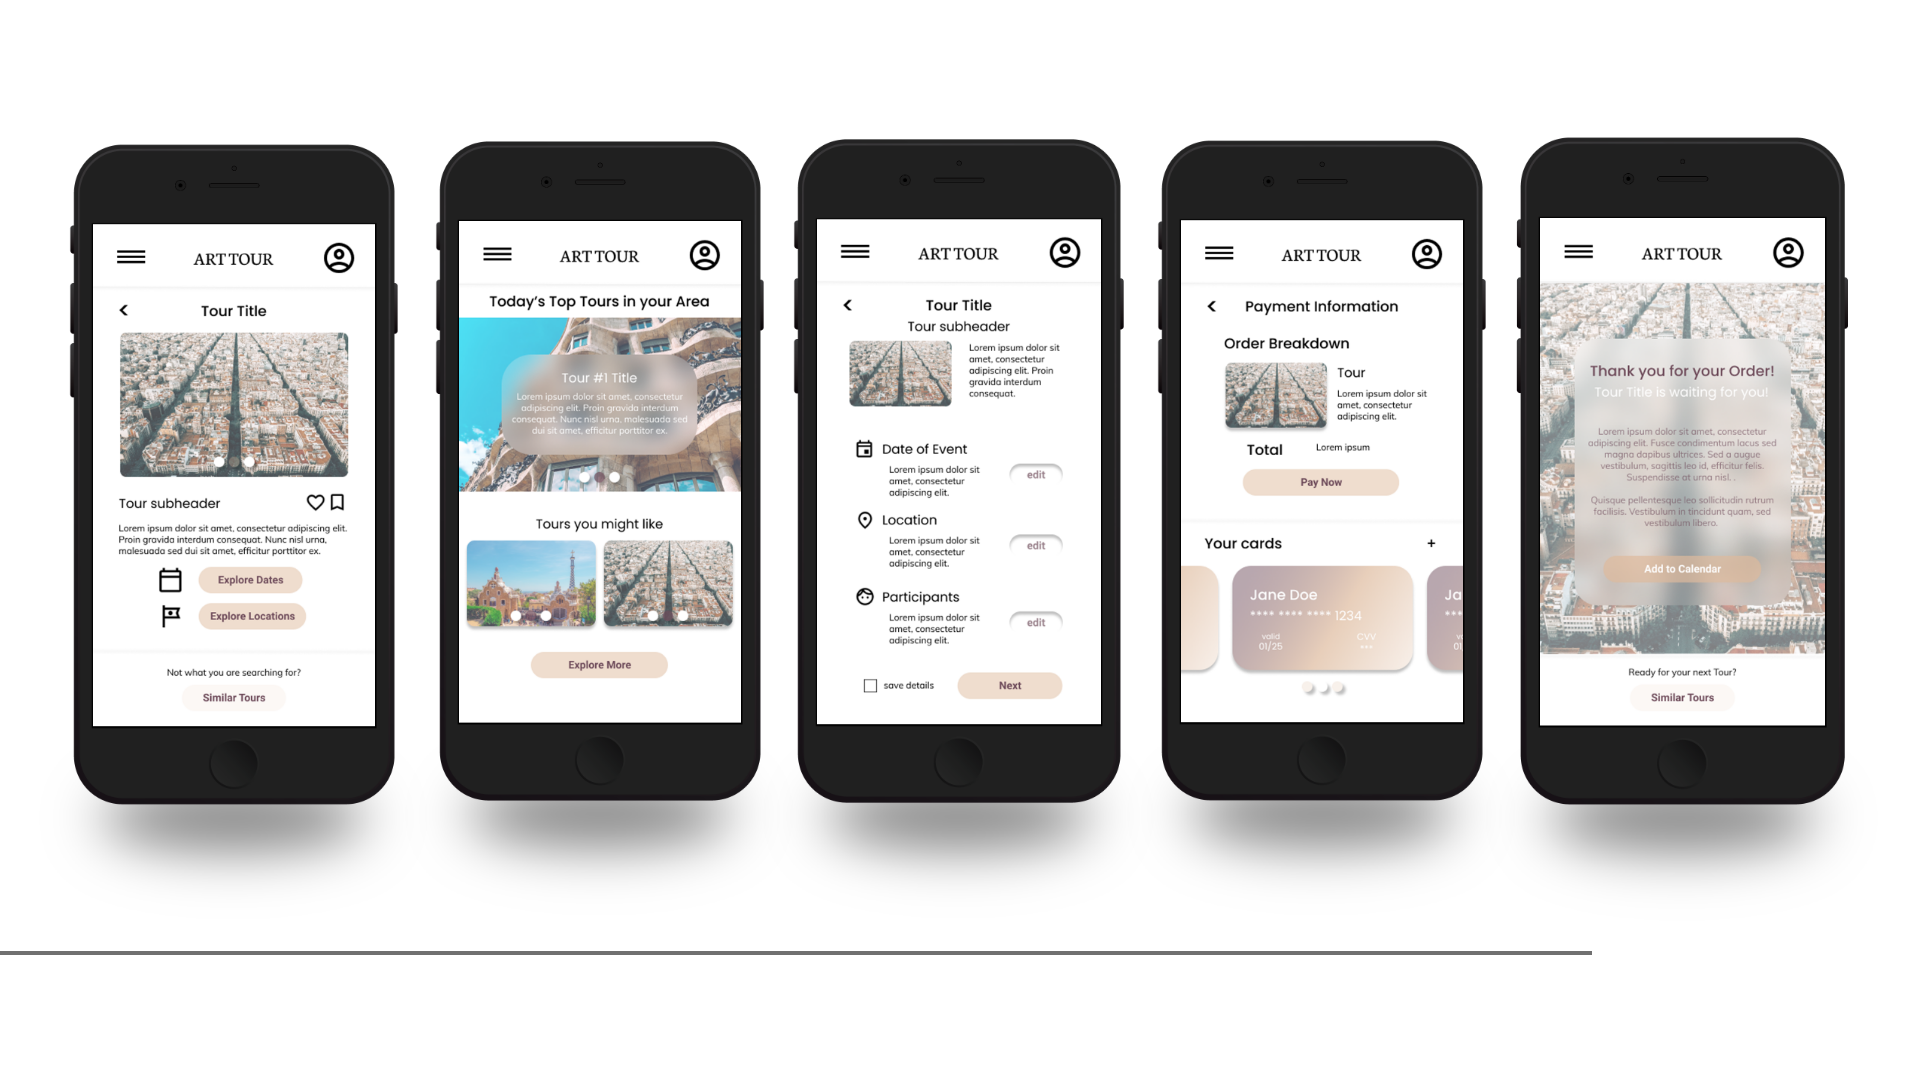 ART TOUR
Tour Title
Tour subheader
Lorem ipsum dolor sit amet, consectetur adipiscing elit.
Proin gravida interdum consequat. Nunc nisl urna,
malesuada sed dui sit amet, efficitur porttitor ex.
Explore Dates
Explore Locations
Not what you are searching for?
Similar Tours
ART TOUR
Today's Top Tours in your Area
Tour #1 Title
Lorem ipsum dolor sit amet, consectetur
adipiscing elit. Proin gravida interdum
consequat. Nunc nisl urna, malesuada sed
dui sit amet, efficitur porttitor ex.
Tours you might like
Explore More
ART TOUR
Tour Title
Tour subheader
Lorem ipsum dolor sit
amet, consectetur
adipiscing elit. Proin
gravida interdum
consequat.
Date of Event
Lorem ipsum dolor sit
amet, consectetur
adipiscing elit.
edit
Location
Lorem ipsum dolor sit
amet, consectetur
adipiscing elit.
edit
Participants
Lorem ipsum dolor sit
amet, consectetur
adipiscing elit.
edit
save details
Next
ART TOUR
Payment Information
Order Breakdown
Tour
Lorem ipsum dolor sit
amet, consectetur
adipiscing elit.
Total
Lorem ipsum
Pay Now
Your cards
+
Jane Doe
**** **** **** 1234
valid
01/25
CVV
***
Ja
***
v
01
ART TOUR
Thank you for your Order!
Tour Title is waiting for you!
Lorem ipsum dolor sit amet, consectetur
adipiscing elit. Fusce condimentum lacus sed
magna dapibus ultrices. Sed a augue
vestibulum, sagittis leo id, efficitur felis.
Suspendisse at urna nisl. .
Quisque pellentesque leo sollicitudin rutrum
facilisis. Vestibulum in tincidunt quam, sed
vestibulum libero.
Add to Calendar
Ready for your next Tour?
Similar Tours